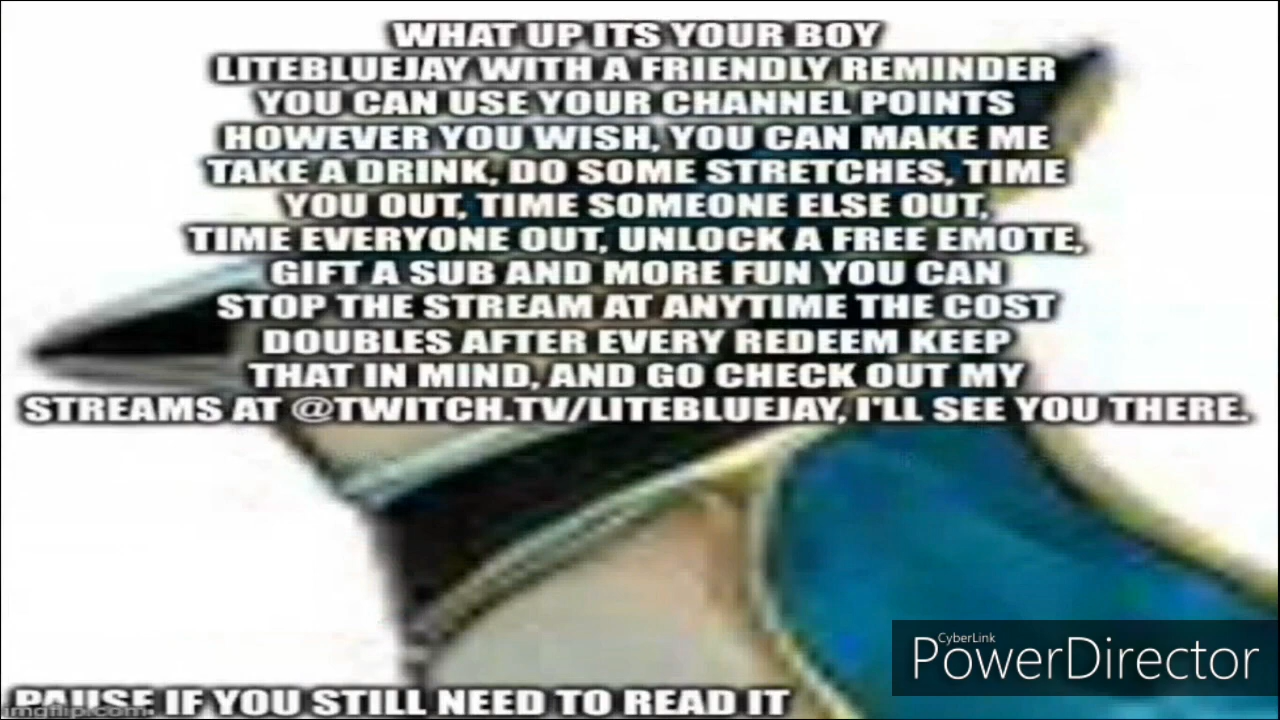 WHAT UP ITS YOUR BOY
LITEBLUEJAY WITH A FRIENDLY REMINDER
YOU CAN USE YOUR CHANNEL POINTS
HOWEVER YOU WISH, YOU CAN MAKE ME
TAKE A DRINK, DO SOME STRETCHES, TIME
YOU OUT, TIME SOMEONE ELSE OUT,
TIME EVERYONE OUT, UNLOCK A FREE EMOTE,
GIFT A SUB AND MORE FUN YOU CAN
STOP THE STREAM AT ANYTIME THE COST
DOUBLES AFTER EVERY REDEEM KEEP
THAT IN MIND, AND GO CHECK OUT MY
STREAMS AT @TWITCH.TV/LITEBLUEJAY, I'LL SEE YOU THERE.
CyberLink
PowerDirector
PAUSE IF YOU STILL NEED TO READ IT
imgflip.com